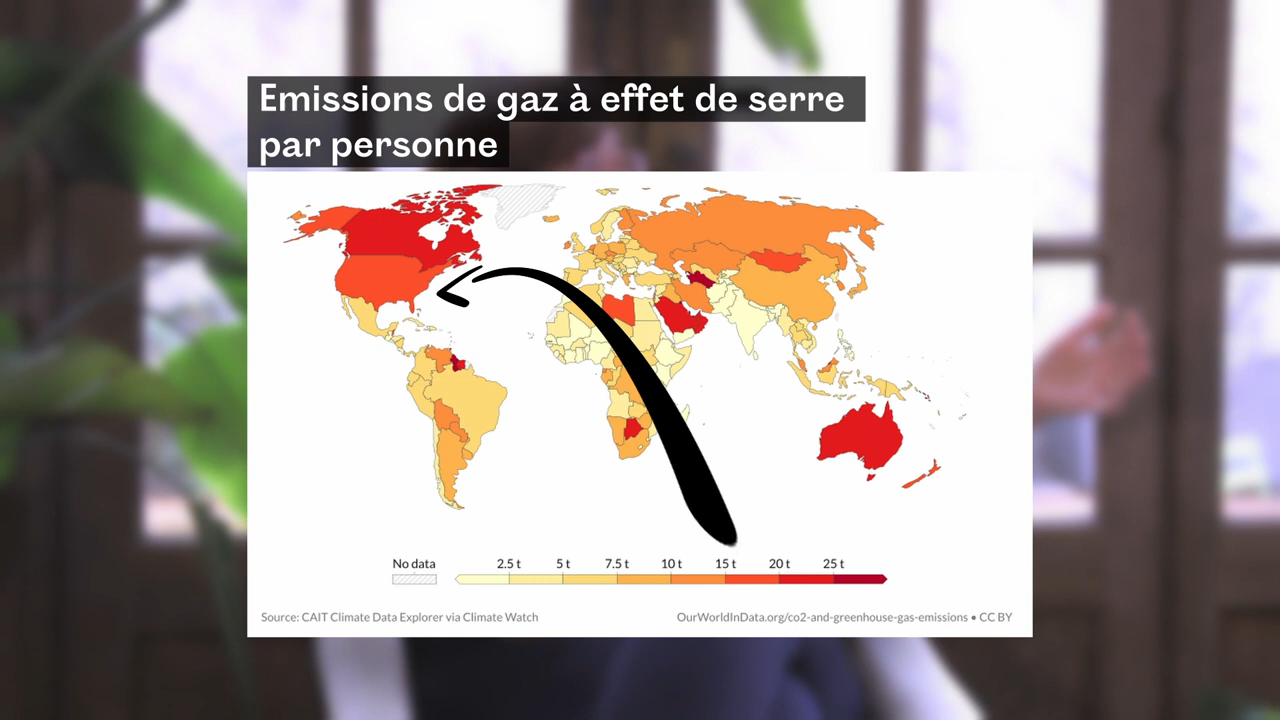 Emissions de gaz à effet de serre
par personne
No data
2.5 t 5 t 7.5 t 10 t 15 t 20 t 25 t
Source: CAIT Climate Data Explorer via Climate Watch
OurWorldInData.org/co2-and-greenhouse-gas-emissions • CC BY